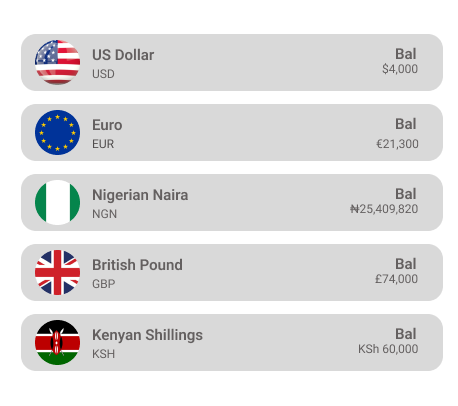 US Dollar
Bal
USD
$4,000
Euro
Bal
EUR
€21,300
Nigerian Naira
Bal
NGN
₦25,409,820
British Pound
Bal
GBP
£74,000
Kenyan Shillings
Bal
KSH
KSh 60,000